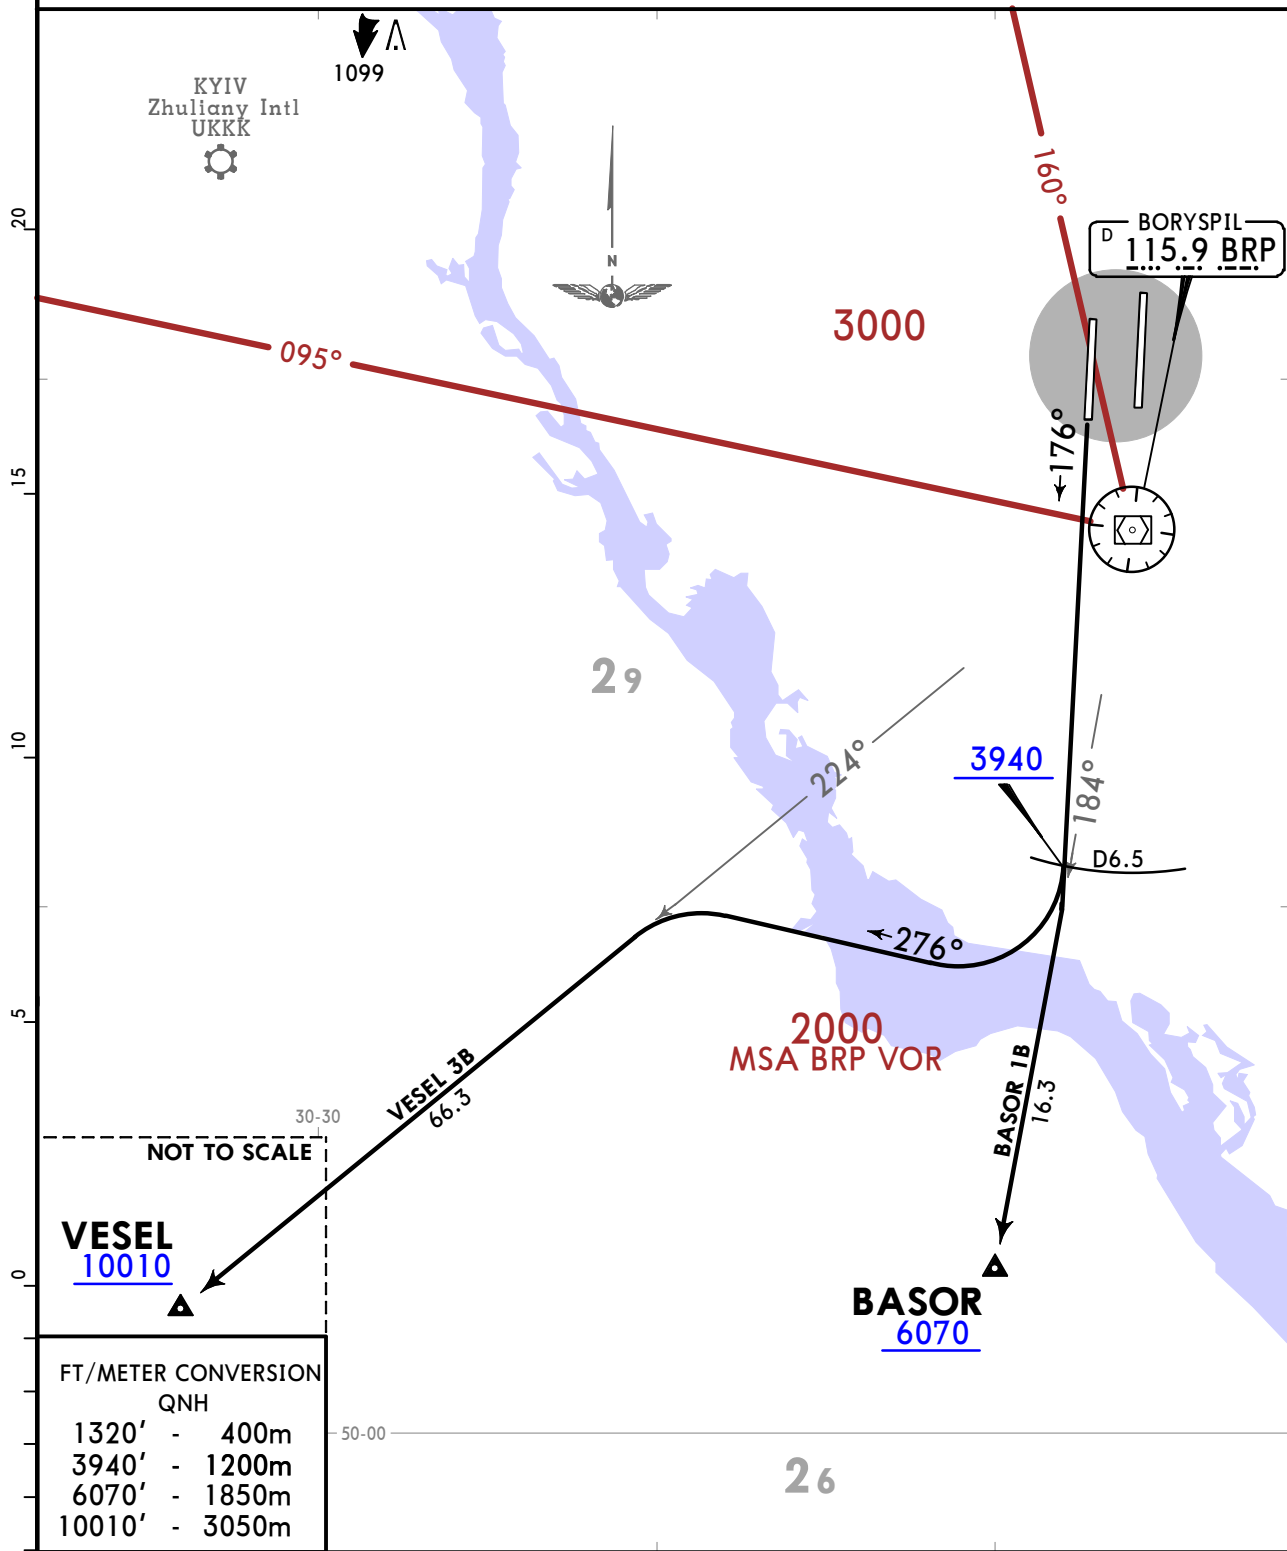 1099
KYIV
Zhuliany Intl
UKKK
160°
BORYSPIL
D 115.9 BRP
20
N
3000
095°
176°
15
29
224°
3940
10
184°
D6.5
276°
2000
MSA BRP VOR
5
VESEL 3B
66.3
BASOR 1B
16.3
30-30
NOT TO SCALE
VESEL
10010
0
BASOR
6070
FT/METER CONVERSION
QNH
1320' - 400m
3940' - 1200m
6070' - 1850m
10010' - 3050m
50-00
26